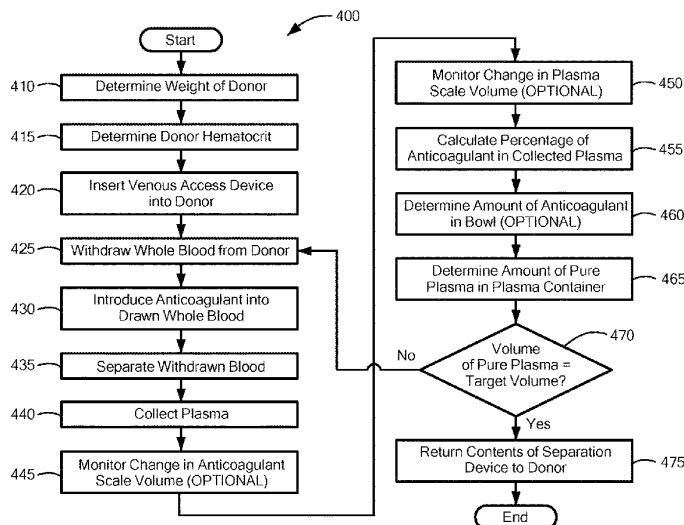 400
Start
410
Determine Weight of Donor
415
Determine Donor Hematocrit
420
Insert Venous Access Device
into Donor
425
Withdraw Whole Blood from Donor
430
Introduce Anticoagulant into
Drawn Whole Blood
435
Separate Withdrawn Blood
440
Collect Plasma
445
Monitor Change in Anticoagulant
Scale Volume (OPTIONAL)
Monitor Change in Plasma
Scale Volume (OPTIONAL)
450
Calculate Percentage of
Anticoagulant in Collected Plasma
455
Determine Amount of Anticoagulant
in Bowl (OPTIONAL)
460
Determine Amount of Pure
Plasma in Plasma Container
465
470
Volume
of Pure Plasma =
Target Volume?
No
Yes
Return Contents of Separation
Device to Donor
475
End